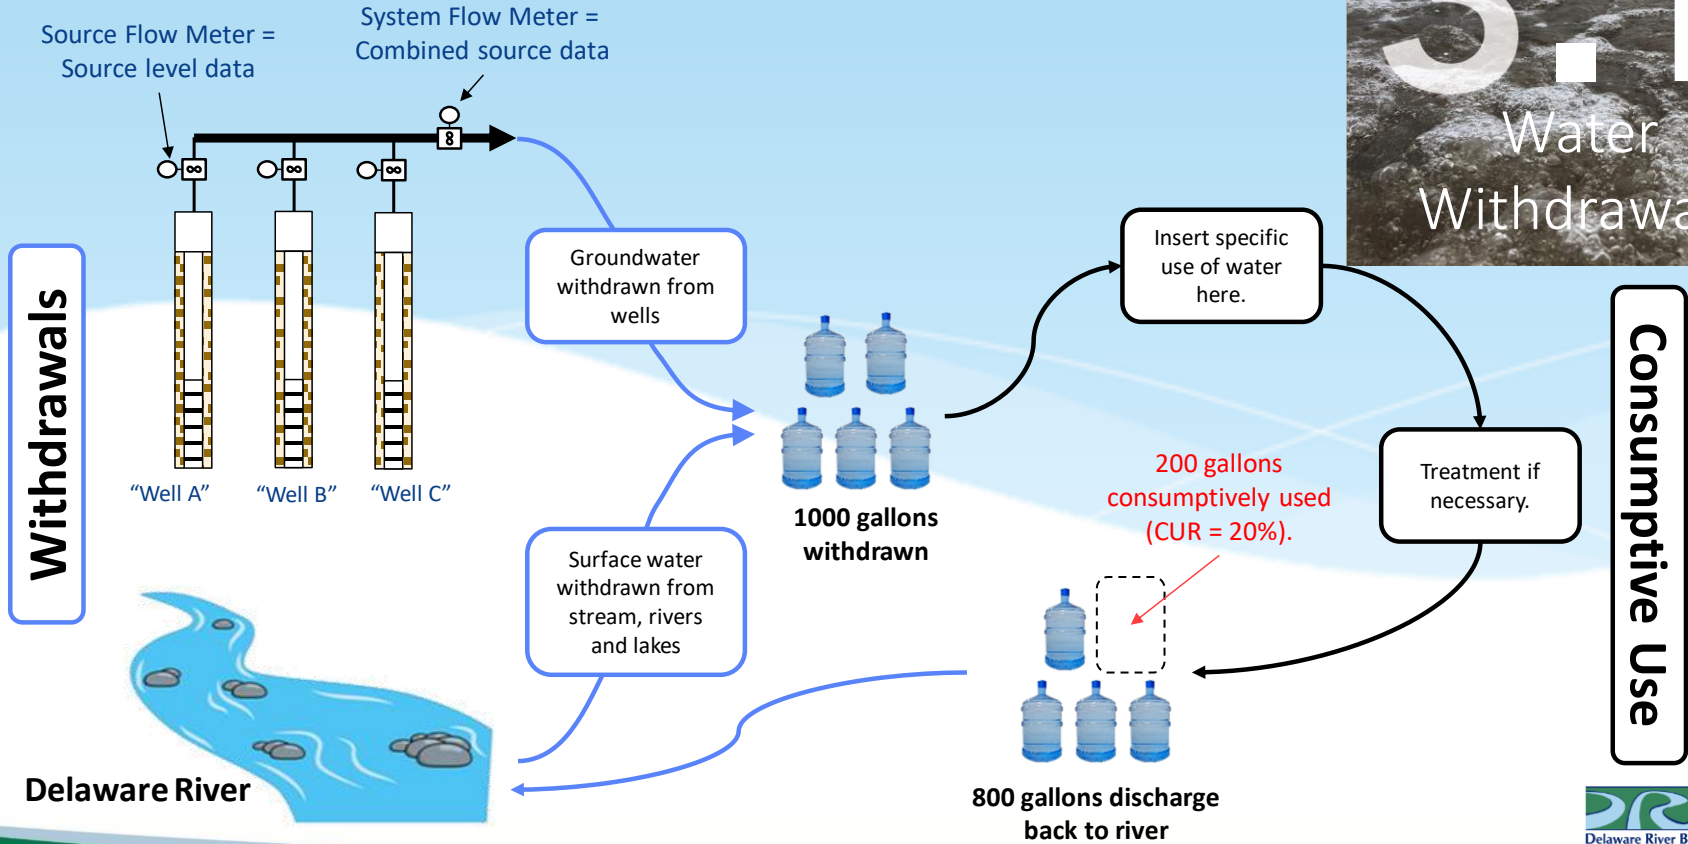 Source Flow Meter =
Source level data
System Flow Meter =
Combined source data
Water
Withdrawals
Groundwater
withdrawn from
wells
Insert specific
use of water
here.
Consumptive Use
"Well A"
"Well B"
"Well C"
1000 gallons
withdrawn
200 gallons
consumptively used
(CUR = 20%).
Treatment if
necessary.
Surface water
withdrawn from
stream, rivers
and lakes
Delaware River
800 gallons discharge
back to river
Delaware River